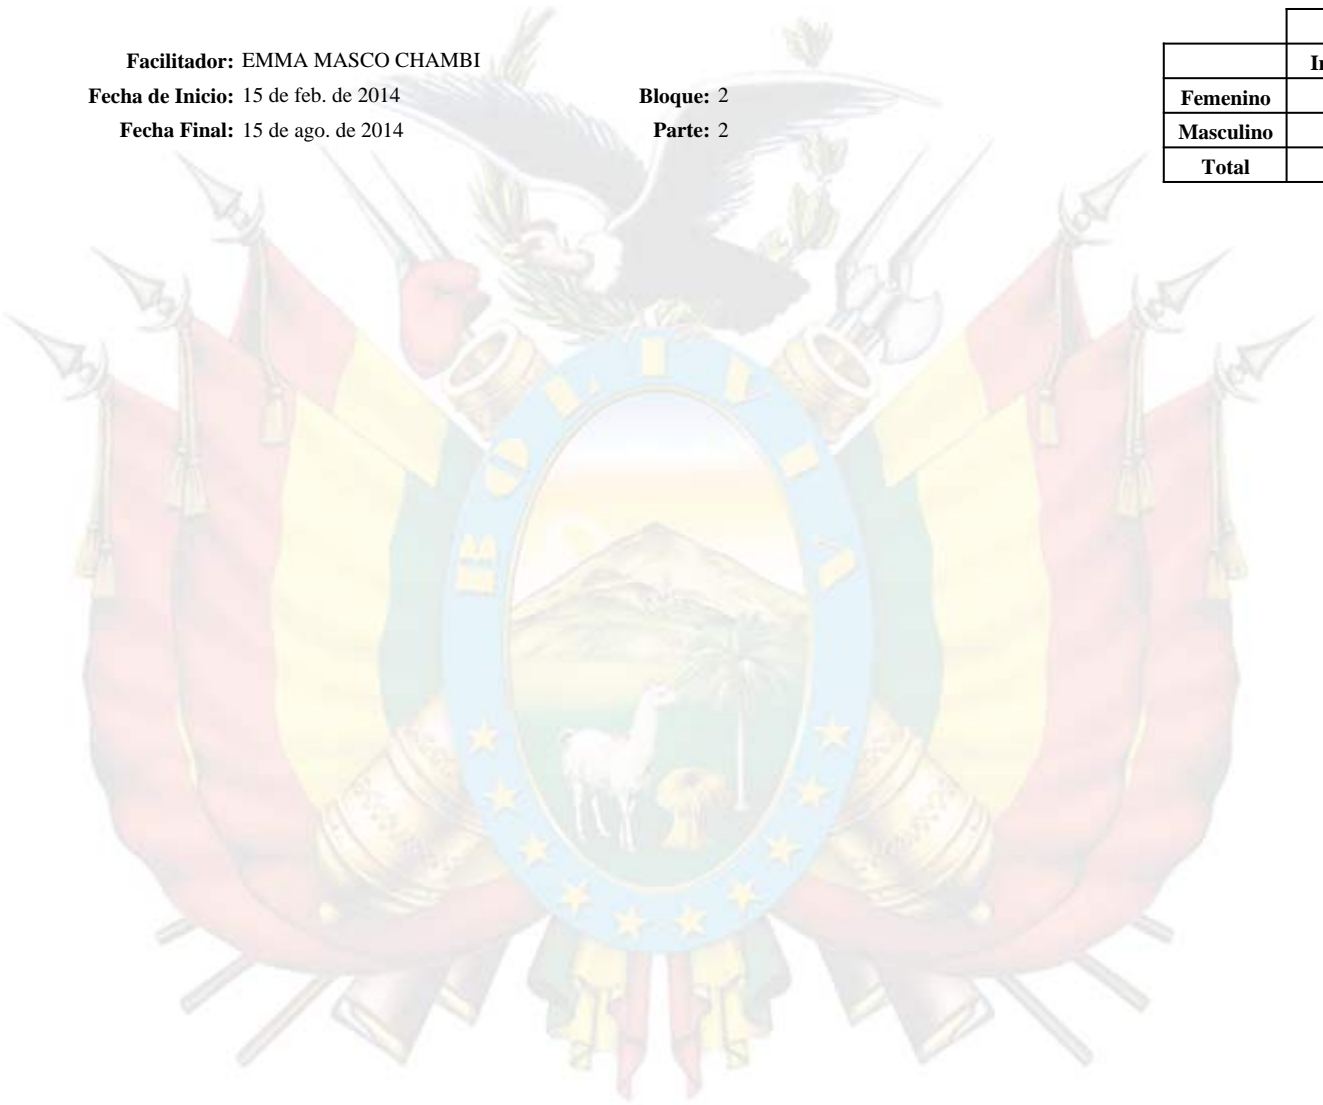 Facilitador: EMMA MASCO CHAMBI
Fecha de Inicio: 15 de feb. de 2014 Bloque: 2
Fecha Final: 15 de ago. de 2014 Parte: 2
Femenino
Masculino
Total
BOLIVIA